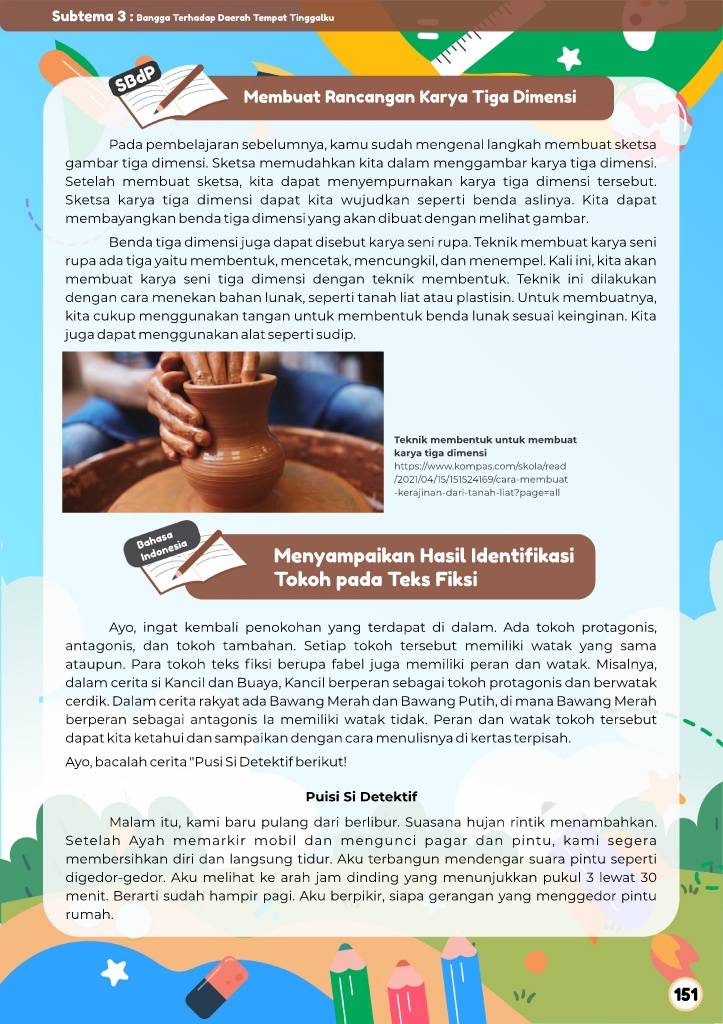 Subtema 3 : Bangga Terhadap Daerah Tempat Tinggalku
SBdP
Membuat Rancangan Karya Tiga Dimensi
Pada pembelajaran sebelumnya, kamu sudah mengenal langkah membuat sketsa
gambar tiga dimensi. Sketsa memudahkan kita dalam menggambar karya tiga dimensi.
Setelah membuat sketsa, kita dapat menyempurnakan karya tiga dimensi tersebut.
Sketsa karya tiga dimensi dapat kita wujudkan seperti benda aslinya. Kita dapat
membayangkan benda tiga dimensi yang akan dibuat dengan melihat gambar.
Benda tiga dimensi juga dapat disebut karya seni rupa. Teknik membuat karya seni
rupa ada tiga yaitu membentuk, mencetak, mencungkil, dan menempel. Kali ini, kita akan
membuat karya seni tiga dimensi dengan teknik membentuk. Teknik ini dilakukan
dengan cara menekan bahan lunak, seperti tanah liat atau plastisin. Untuk membuatnya,
kita cukup menggunakan tangan untuk membentuk benda lunak sesuai keinginan. Kita
juga dapat menggunakan alat seperti sudip.
Teknik membentuk untuk membuat
karya tiga dimensi
https://www.kompas.com/skola/read
/2021/04/15/151524169/cara-membuat
-kerajinan-dari-tanah-liat?page=all
Bahasa
Indonesia
Menyampaikan Hasil Identifikasi
Tokoh pada Teks Fiksi
Ayo, ingat kembali penokohan yang terdapat di dalam. Ada tokoh protagonis,
antagonis, dan tokoh tambahan. Setiap tokoh tersebut memiliki watak yang sama
ataupun. Para tokoh teks fiksi berupa fabel juga memiliki peran dan watak. Misalnya,
dalam cerita si Kancil dan Buaya, Kancil berperan sebagai tokoh protagonis dan berwatak
cerdik. Dalam cerita rakyat ada Bawang Merah dan Bawang Putih, di mana Bawang Merah
berperan sebagai antagonis Ia memiliki watak tidak. Peran dan watak tokoh tersebut
dapat kita ketahui dan sampaikan dengan cara menulisnya di kertas terpisah.
Ayo, bacalah cerita "Pusi Si Detektif berikut!
Puisi Si Detektif
Malam itu, kami baru pulang dari berlibur. Suasana hujan rintik menambahkan.
Setelah Ayah memarkir mobil dan mengunci pagar dan pintu, kami segera
membersihkan diri dan langsung tidur. Aku terbangun mendengar suara pintu seperti
digedor-gedor. Aku melihat ke arah jam dinding yang menunjukkan pukul 3 lewat 30
menit. Berarti sudah hampir pagi. Aku berpikir, siapa gerangan yang menggedor pintu
rumah.
151